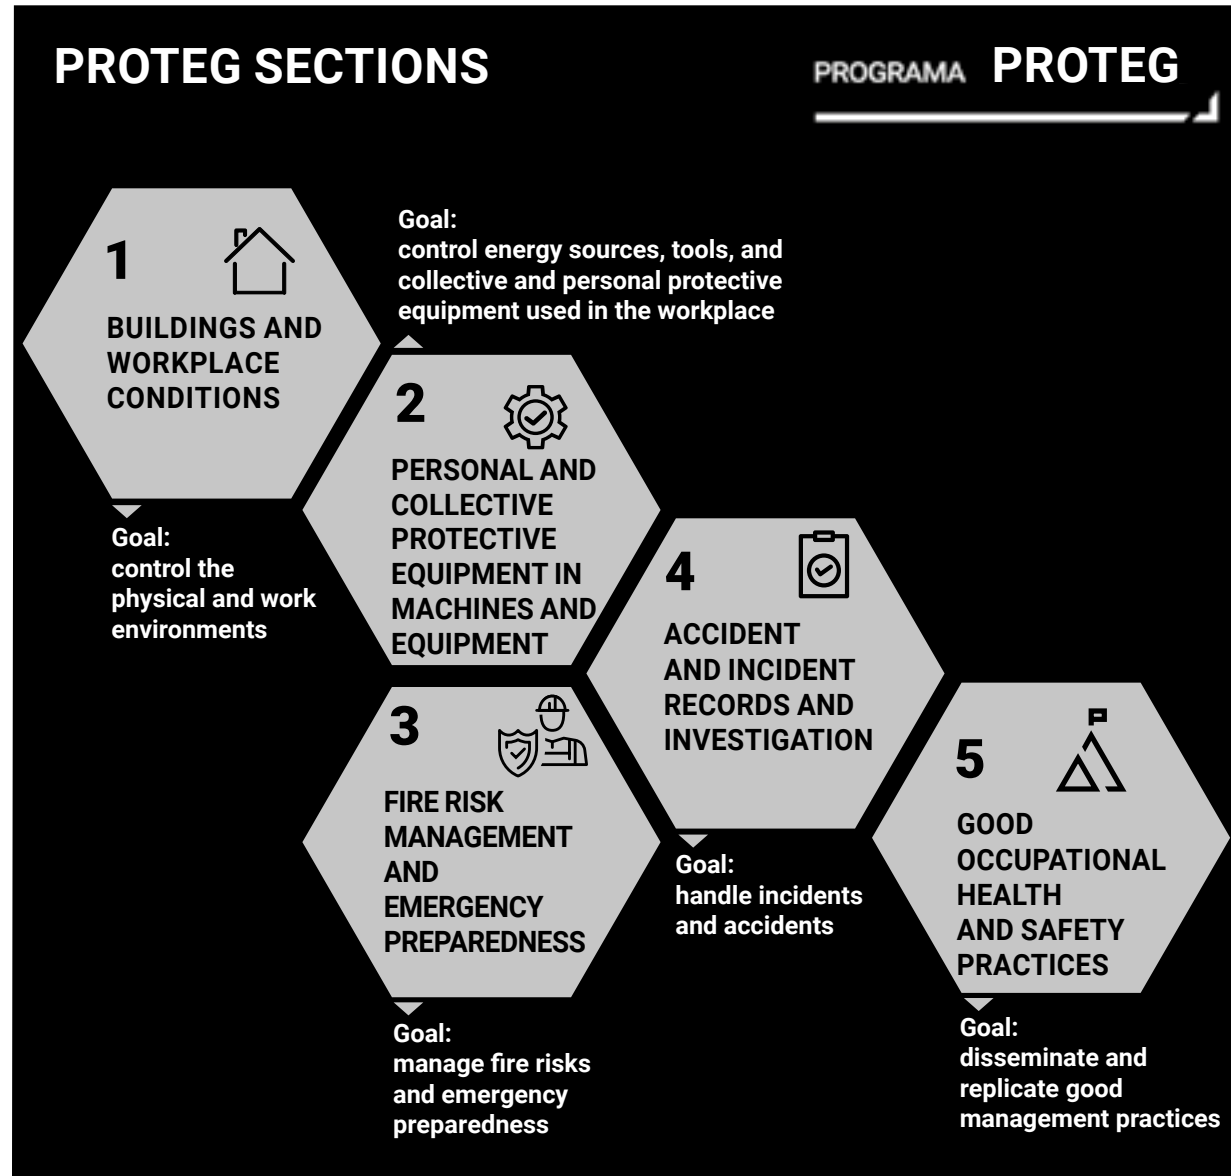 PROTEG SECTIONS
PROGRAMA PROTEG
1
BUILDINGS AND
WORKPLACE
CONDITIONS
Goal:
control the
physical and work
environments
Goal:
control energy sources, tools, and
collective and personal protective
equipment used in the workplace
2
PERSONAL AND
COLLECTIVE
PROTECTIVE
EQUIPMENT IN
MACHINES AND
EQUIPMENT
3
FIRE RISK
MANAGEMENT
AND
EMERGENCY
PREPAREDNESS
Goal:
manage fire risks
and emergency
preparedness
4
ACCIDENT
AND INCIDENT
RECORDS AND
INVESTIGATION
Goal:
handle incidents
and accidents
5
GOOD
OCCUPATIONAL
HEALTH
AND SAFETY
PRACTICES
Goal:
disseminate and
replicate good
management practices